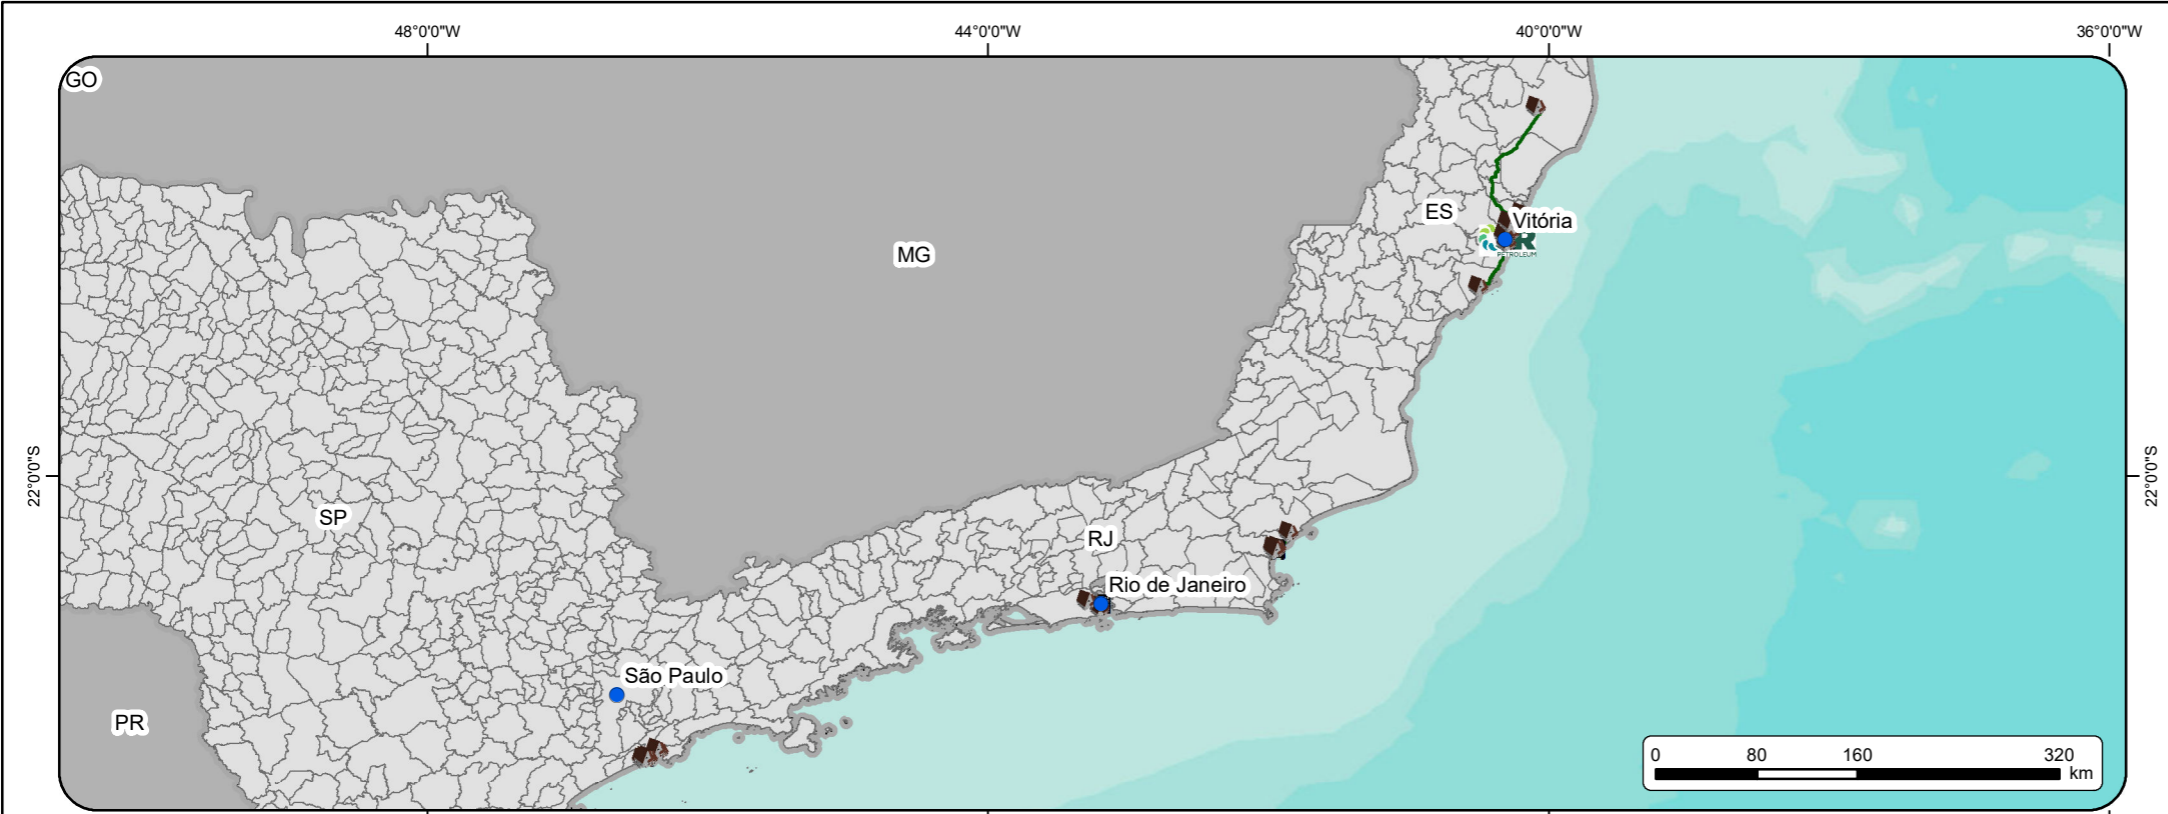 48°0'0"W
44°0'0"W
40°0'0"W
36°0'0"W
GO
ES
Vitória
R
PETROLEUM
MG
22°0'0"S
22°0'0"S
SP
RJ
Rio de Janeiro
São Paulo
PR
0 80 160 320
km